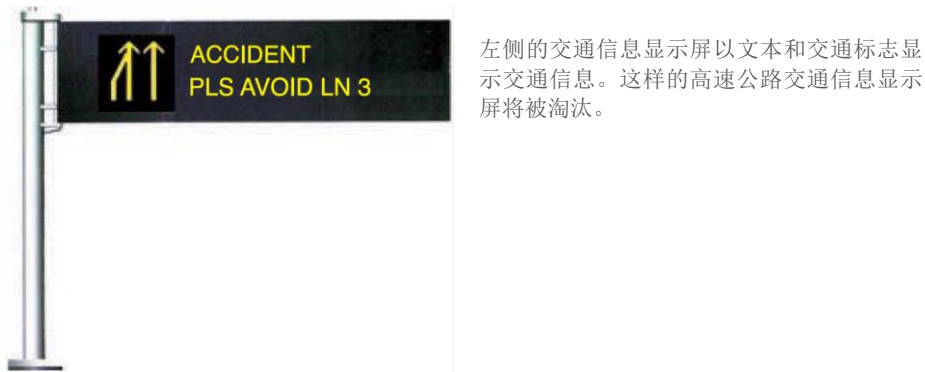 ACCIDENT
PLS AVOID LN 3
左侧的交通信息显示屏以文本和交通标志显
示交通信息。这样的高速公路交通信息显示
屏将被淘汰。